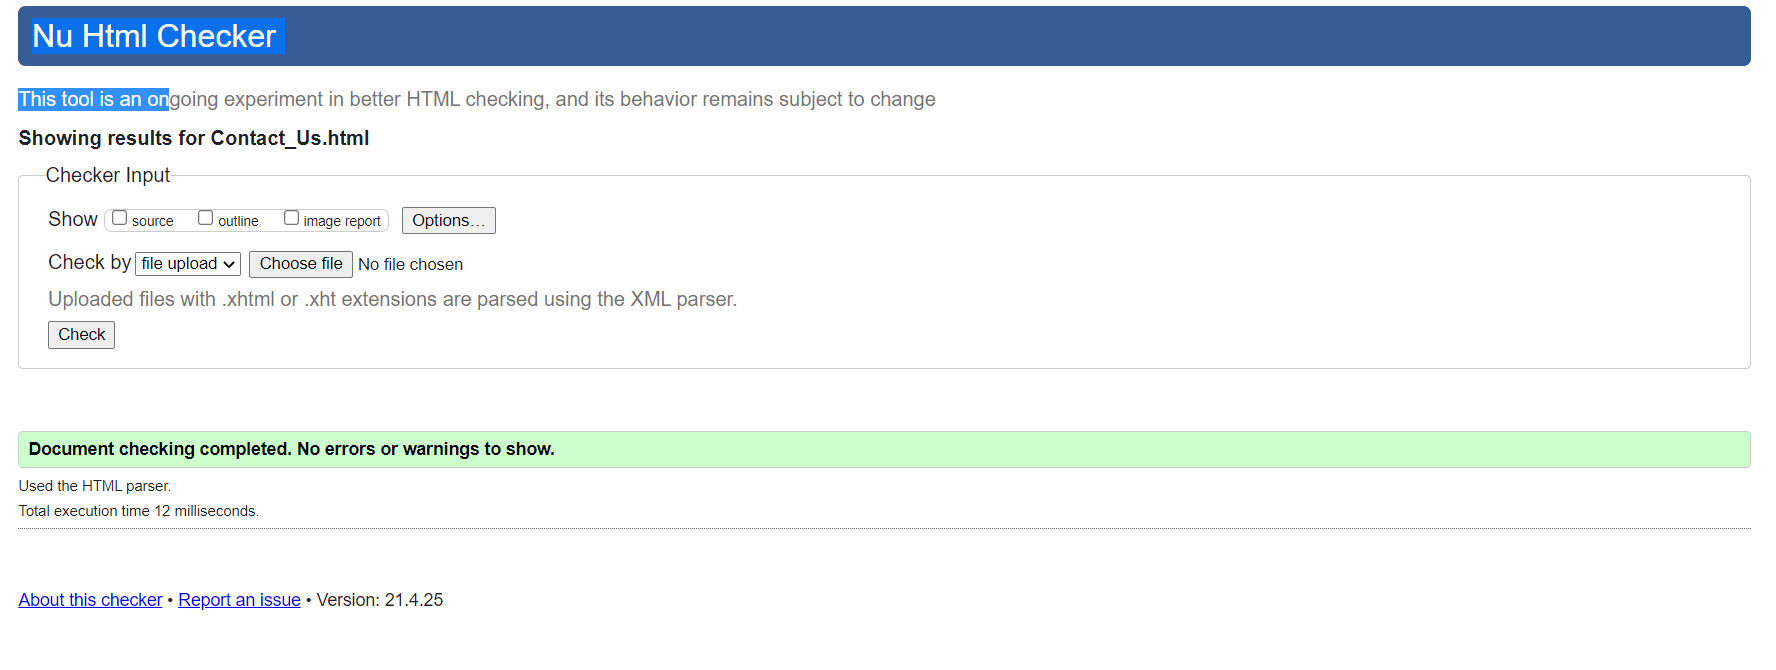 Nu Html Checker
This tool is an ongoing experiment in better HTML checking, and its behavior remains subject to change
Showing results for Contact_Us.html
Checker Input
Show source outline image report Options...
Check by file upload Choose file No file chosen
Uploaded files with .xhtml or .xht extensions are parsed using the XML parser.
Check
Document checking completed. No errors or warnings to show.
Used the HTML parser.
Total execution time 12 milliseconds.
About this checker • Report an issue • Version: 21.4.25